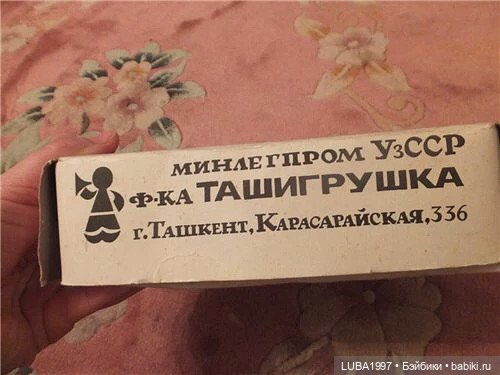 МИНЛЕГПРОМ УзССР
Ф-КА ТАШИГРУШКА
г. ТАШКЕНТ, КАРАСАРАЙСКАЯ, 336
LUBA1997 • Бэйбики • babiki.ru